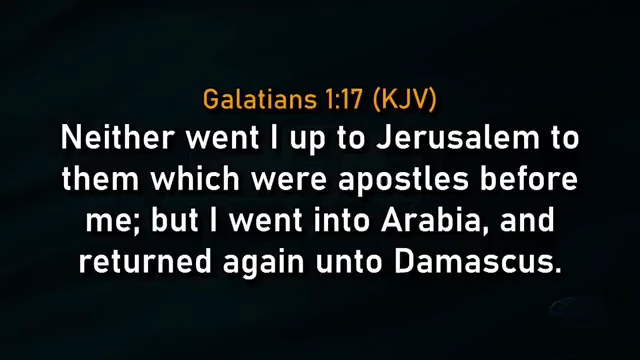 Galatians 1:17 (KJV)
Neither went I up to Jerusalem to
them which were apostles before
me; but I went into Arabia, and
returned again unto Damascus.